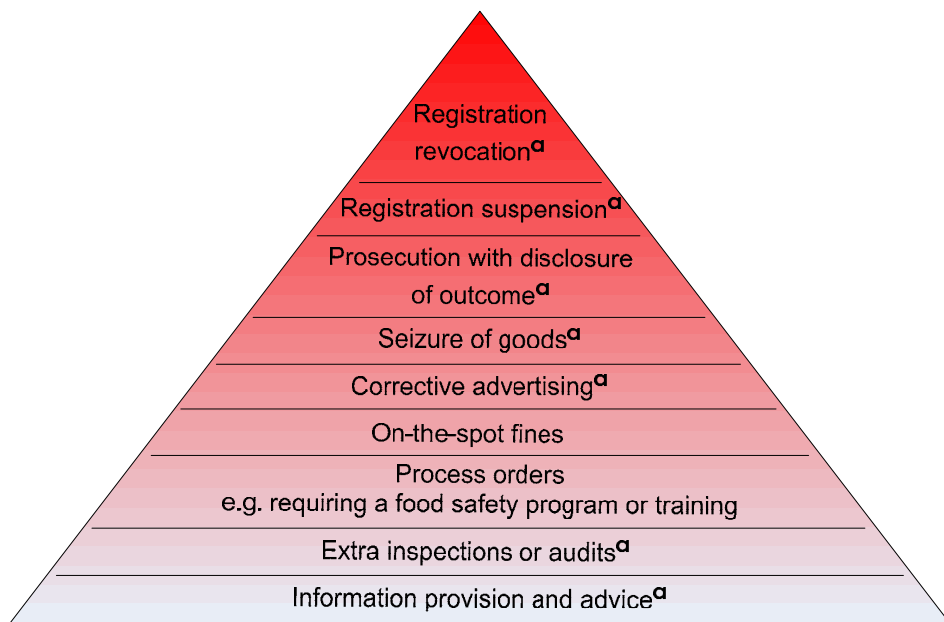 Registration
revocationᵃ
Registration suspensionᵃ
Prosecution with disclosure
of outcomeᵃ
Seizure of goodsᵃ
Corrective advertisingᵃ
On-the-spot fines
Process orders
e.g. requiring a food safety program or training
Extra inspections or auditsᵃ
Information provision and adviceᵃ